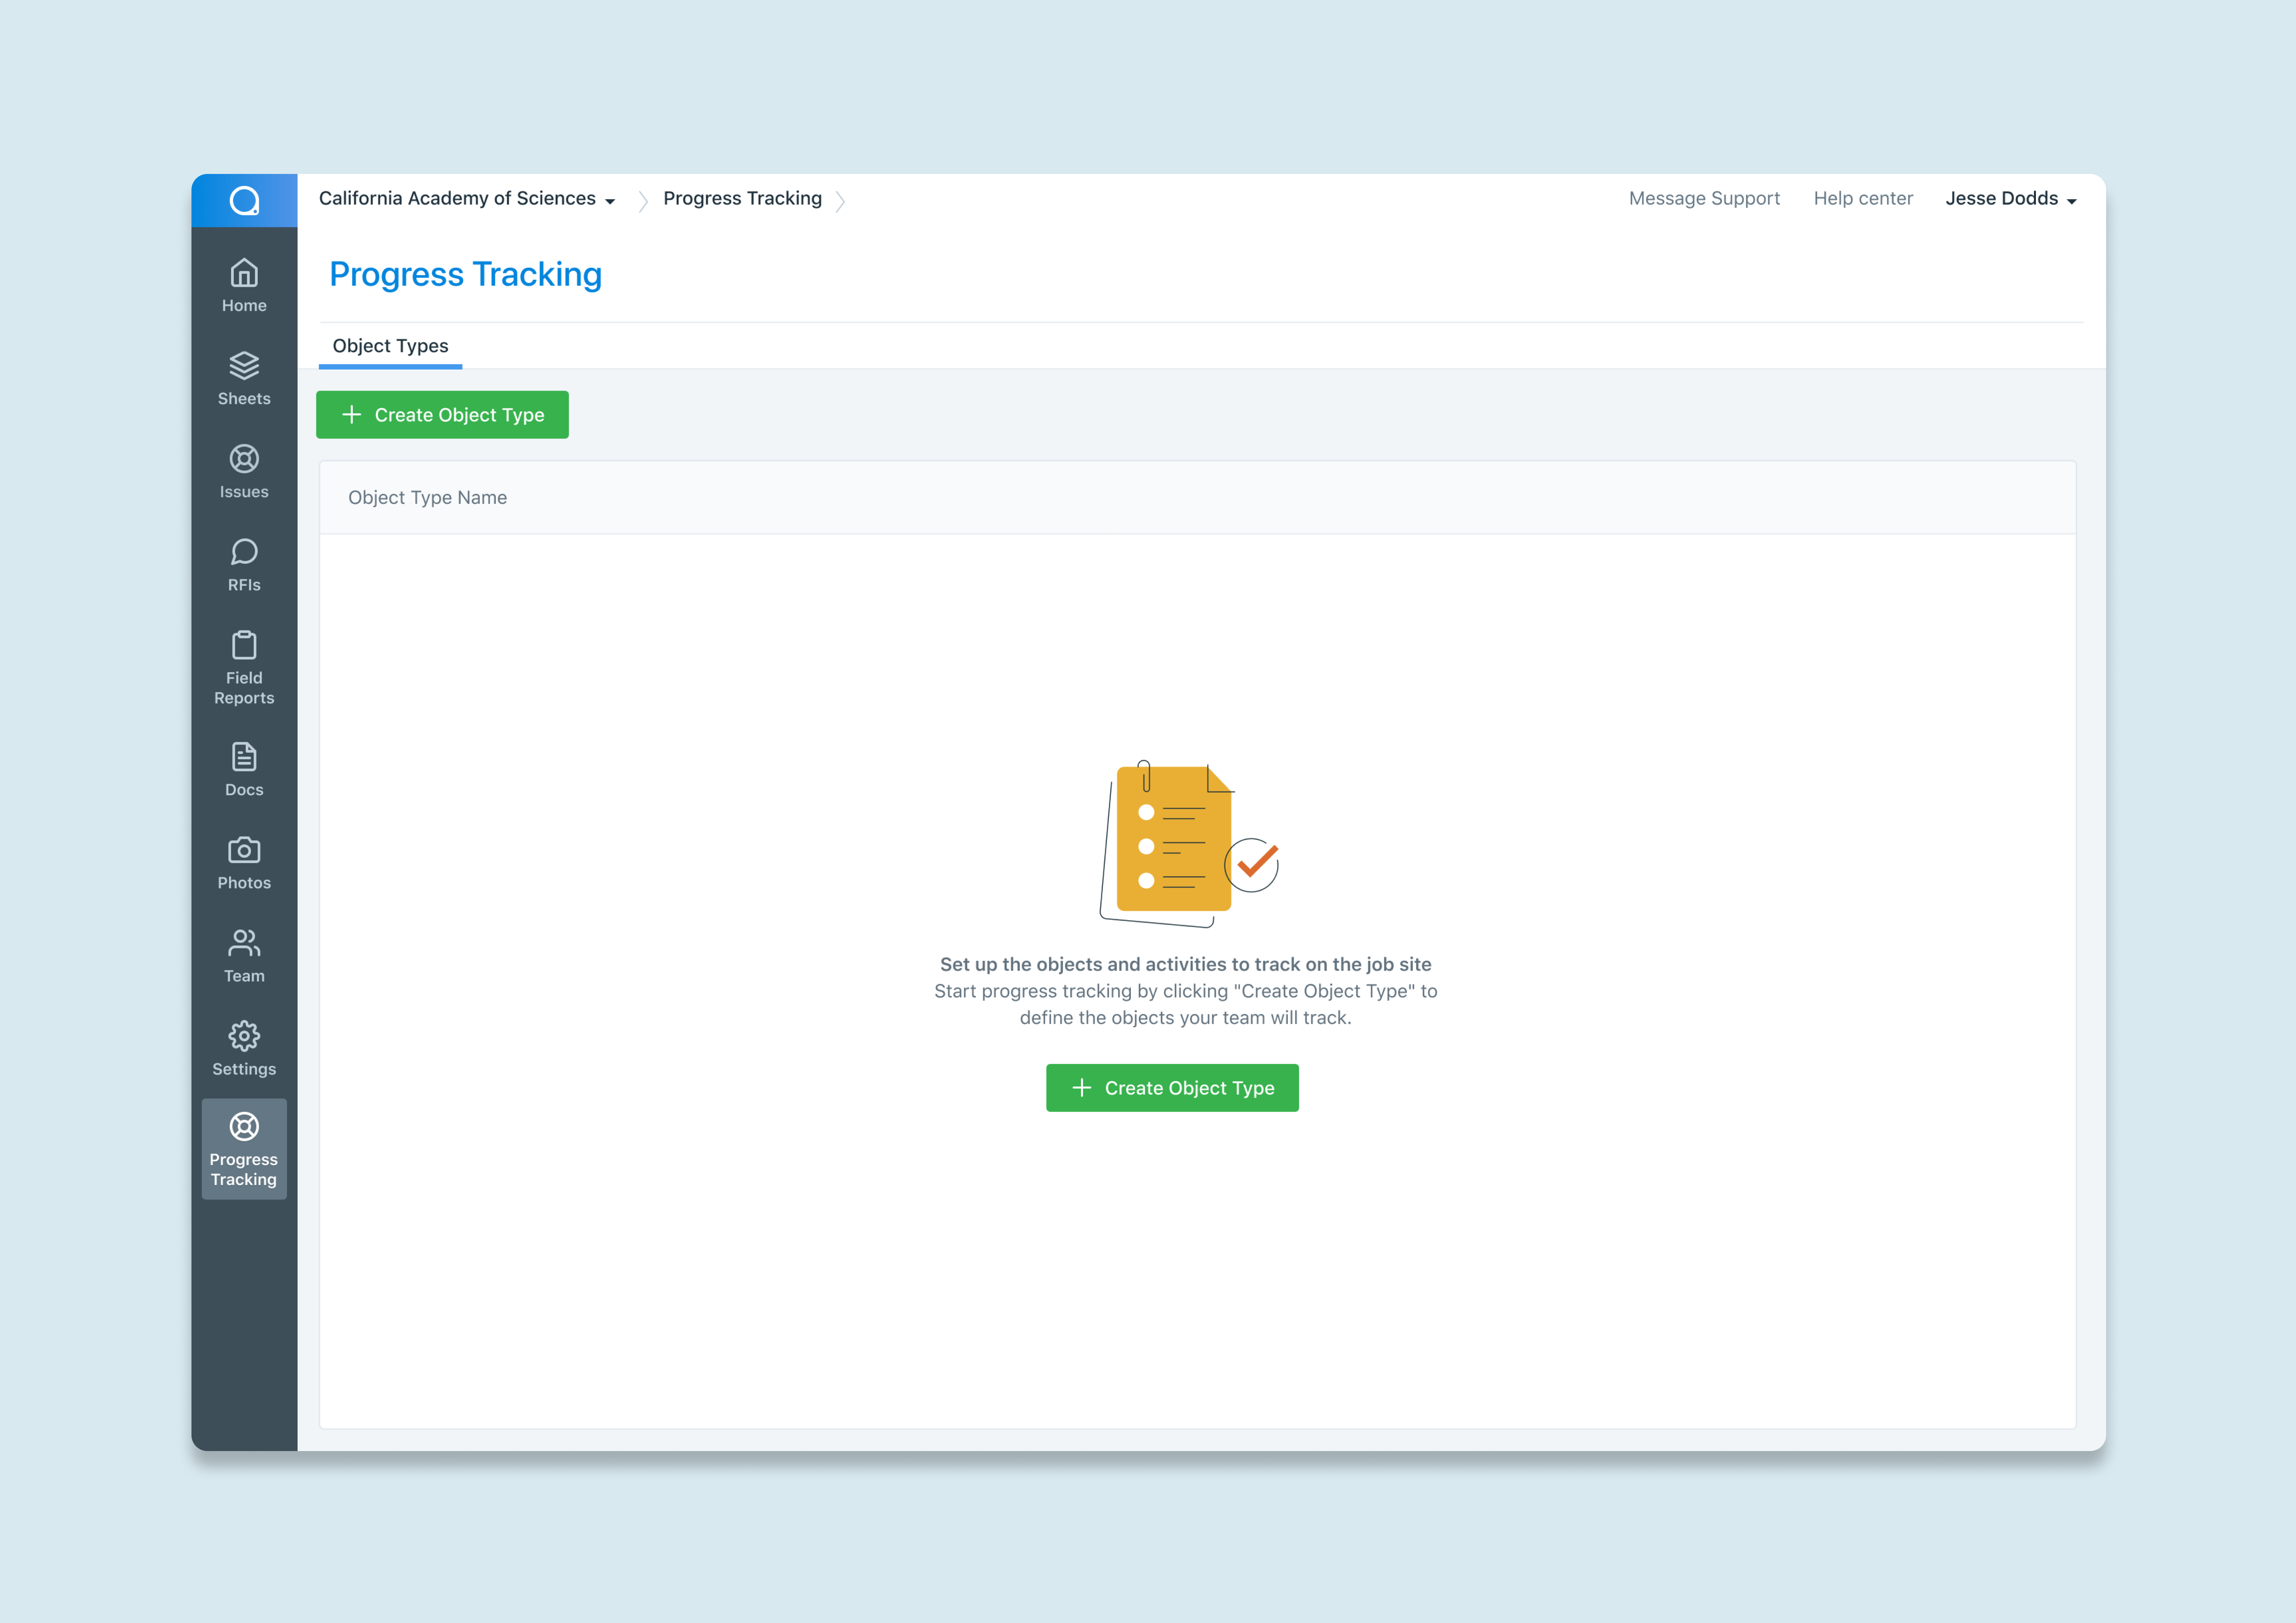 California Academy of Sciences
Progress Tracking
Message Support
Help center
Jesse Dodds
Home
Sheets
Issues
RFIs
Field
Reports
Docs
Photos
Team
Settings
Progress
Tracking
Progress Tracking
Object Types
Create Object Type
Object Type Name
Set up the objects and activities to track on the job site
Start progress tracking by clicking "Create Object Type" to
define the objects your team will track.
Create Object Type